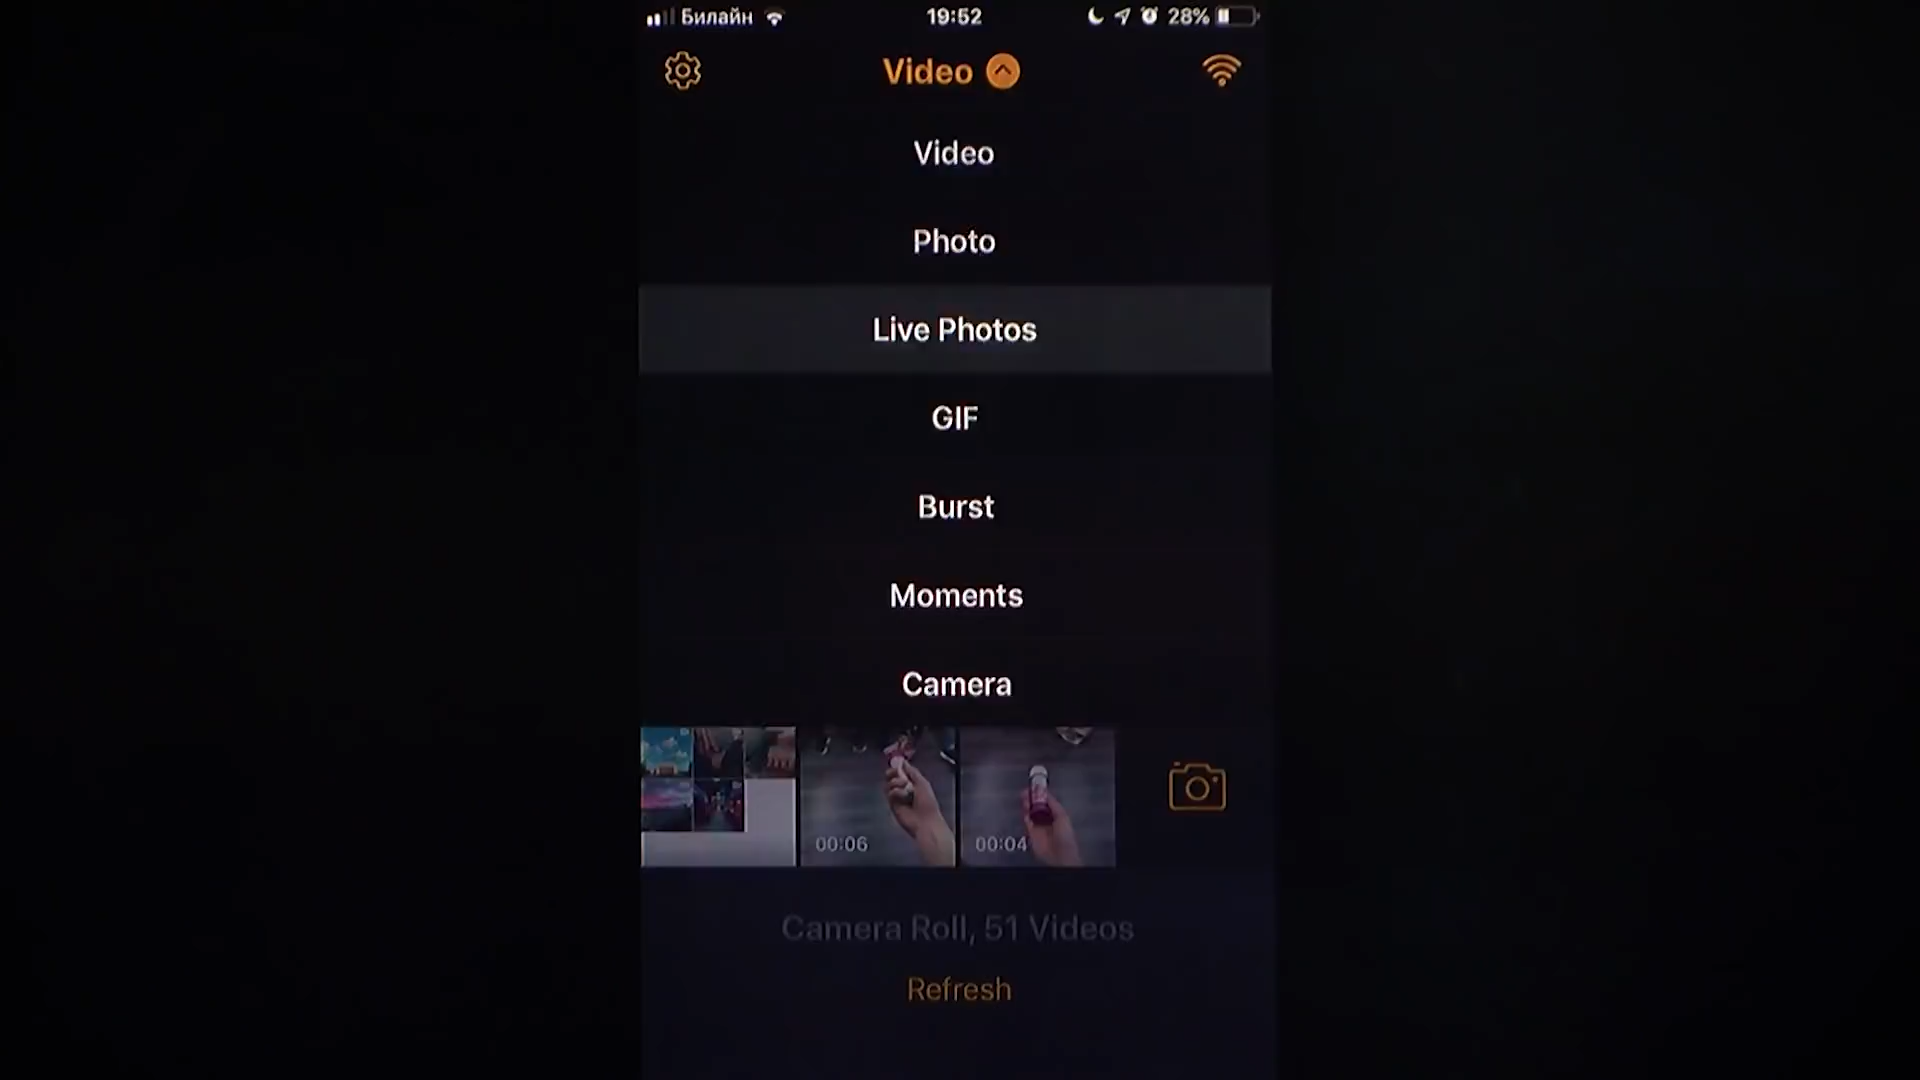 Билайн 19:52 28%
Video
Video
Photo
Live Photos
GIF
Burst
Moments
Camera
00:06 00:04
Camera Roll, 51 Videos
Refresh